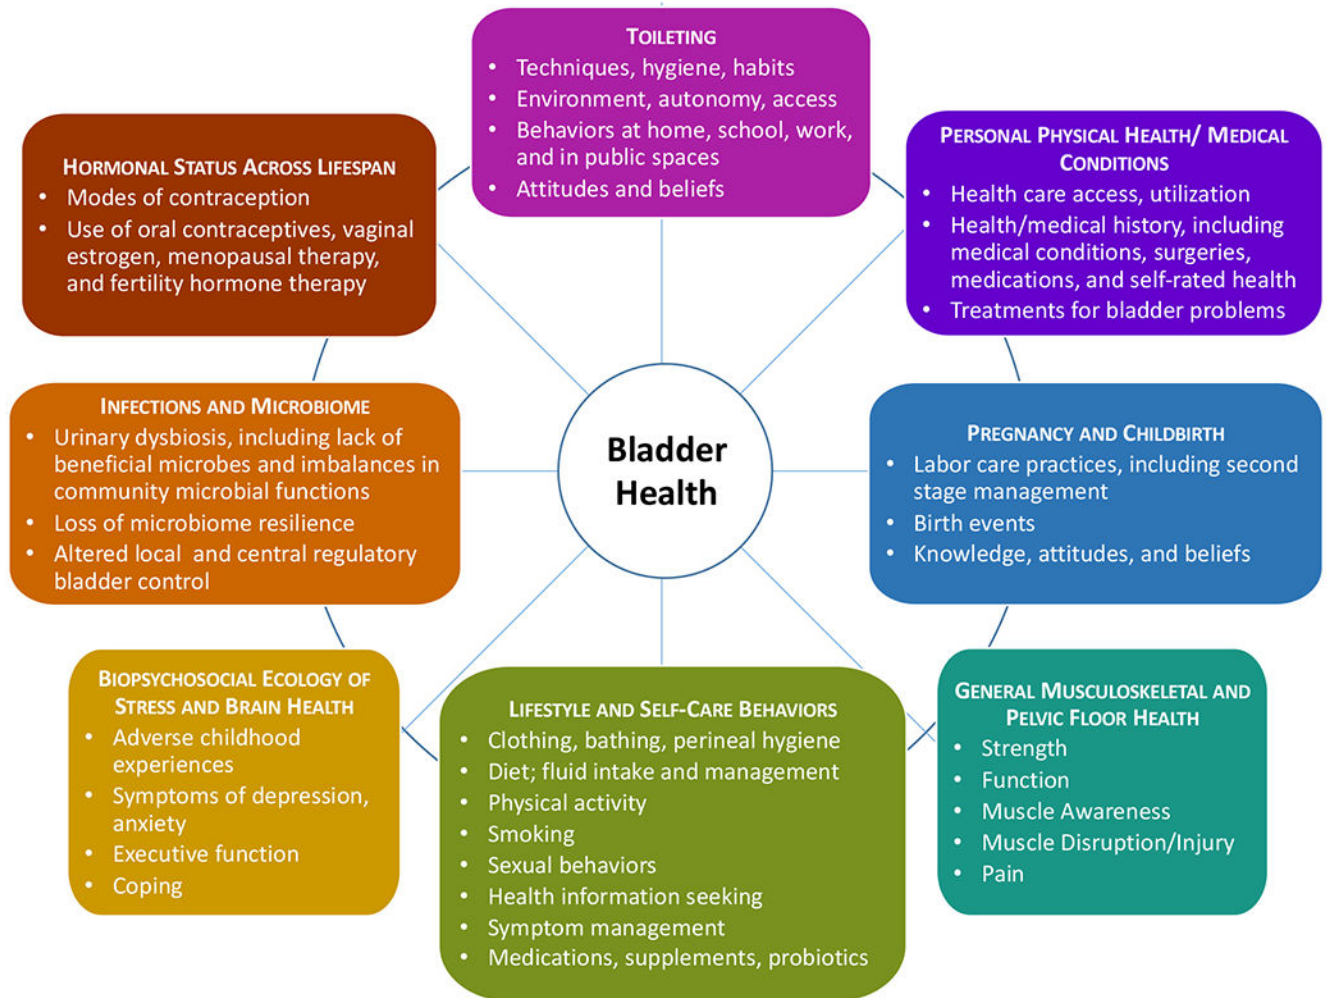 TOILETING
• Techniques, hygiene, habits
• Environment, autonomy, access
• Behaviors at home, school, work,
and in public spaces
• Attitudes and beliefs
PERSONAL PHYSICAL HEALTH/ MEDICAL
CONDITIONS
• Health care access, utilization
• Health/medical history, including
medical conditions, surgeries,
medications, and self-rated health
• Treatments for bladder problems
PREGNANCY AND CHILDBIRTH
• Labor care practices, including second
stage management
• Birth events
• Knowledge, attitudes, and beliefs
GENERAL MUSCULOSKELETAL AND
PELVIC FLOOR HEALTH
• Strength
• Function
• Muscle Awareness
• Muscle Disruption/Injury
• Pain
LIFESTYLE AND SELF-CARE BEHAVIORS
• Clothing, bathing, perineal hygiene
• Diet; fluid intake and management
• Physical activity
• Smoking
• Sexual behaviors
• Health information seeking
• Symptom management
• Medications, supplements, probiotics
BIOPSYCHOSOCIAL ECOLOGY OF
STRESS AND BRAIN HEALTH
• Adverse childhood
experiences
• Symptoms of depression,
anxiety
• Executive function
• Coping
INFECTIONS AND MICROBIOME
• Urinary dysbiosis, including lack of
beneficial microbes and imbalances in
community microbial functions
• Loss of microbiome resilience
• Altered local and central regulatory
bladder control
HORMONAL STATUS ACROSS LIFESPAN
• Modes of contraception
• Use of oral contraceptives, vaginal
estrogen, menopausal therapy,
and fertility hormone therapy
Bladder
Health